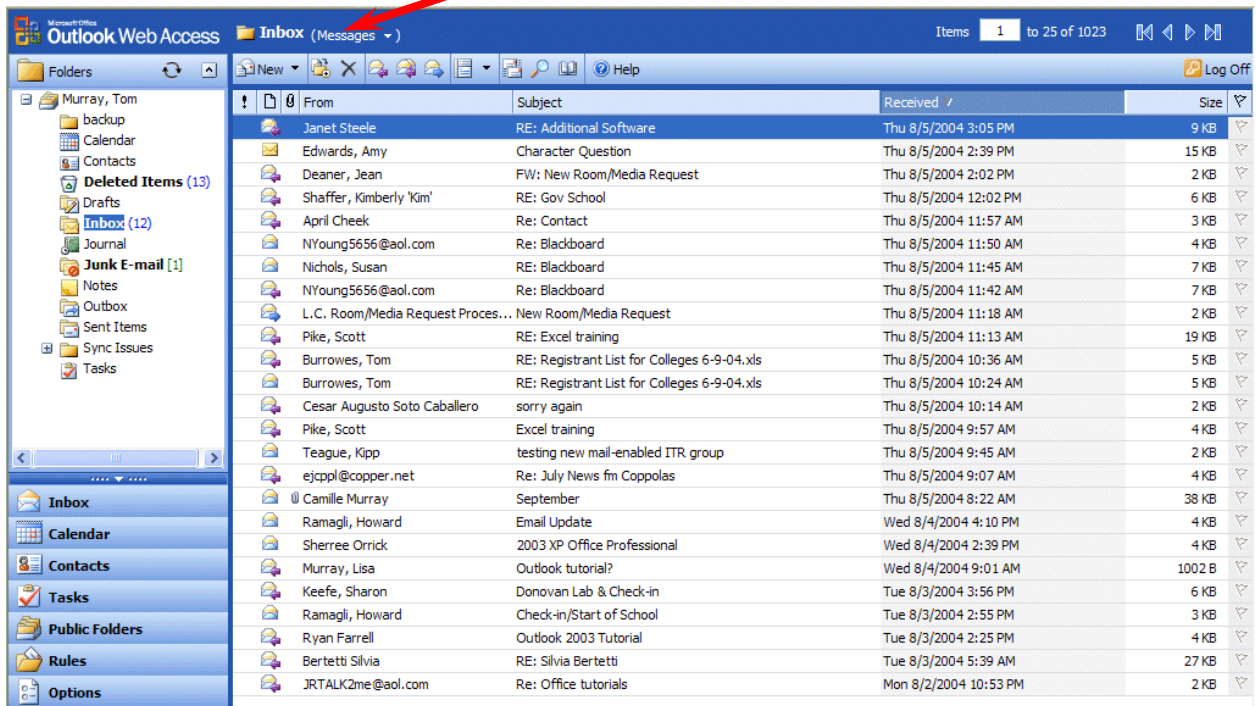 Microsoft Office
Outlook Web Access
Inbox (Messages )
Items 1 to 25 of 1023
Folders
New
Help
Log Off
Murray, Tom
backup
Calendar
Contacts
Deleted Items (13)
Drafts
Inbox (12)
Journal
Junk E-mail [1]
Notes
Outbox
Sent Items
Sync Issues
Tasks
Inbox
Calendar
Contacts
Tasks
Public Folders
Rules
Options
! From Subject Received Size
Janet Steele RE: Additional Software Thu 8/5/2004 3:05 PM 9 KB
Edwards, Amy Character Question Thu 8/5/2004 2:39 PM 15 KB
Deaner, Jean FW: New Room/Media Request Thu 8/5/2004 2:02 PM 2 KB
Shaffer, Kimberly 'Kim' RE: Gov School Thu 8/5/2004 12:02 PM 6 KB
April Cheek Re: Contact Thu 8/5/2004 11:57 AM 3 KB
NYoung5656@aol.com Re: Blackboard Thu 8/5/2004 11:50 AM 4 KB
Nichols, Susan RE: Blackboard Thu 8/5/2004 11:45 AM 7 KB
NYoung5656@aol.com Re: Blackboard Thu 8/5/2004 11:42 AM 7 KB
L.C. Room/Media Request Proces... New Room/Media Request Thu 8/5/2004 11:18 AM 2 KB
Pike, Scott RE: Excel training Thu 8/5/2004 11:13 AM 19 KB
Burrowes, Tom RE: Registrant List for Colleges 6-9-04.xls Thu 8/5/2004 10:36 AM 5 KB
Burrowes, Tom RE: Registrant List for Colleges 6-9-04.xls Thu 8/5/2004 10:24 AM 5 KB
Cesar Augusto Soto Caballero sorry again Thu 8/5/2004 10:14 AM 2 KB
Pike, Scott Excel training Thu 8/5/2004 9:57 AM 4 KB
Teague, Kipp testing new mail-enabled ITR group Thu 8/5/2004 9:45 AM 2 KB
ejcppl@copper.net Re: July News fm Coppolas Thu 8/5/2004 9:07 AM 4 KB
Camille Murray September Thu 8/5/2004 8:22 AM 38 KB
Ramagli, Howard Email Update Wed 8/4/2004 4:10 PM 4 KB
Sherree Orrick 2003 XP Office Professional Wed 8/4/2004 2:39 PM 4 KB
Murray, Lisa Outlook tutorial? Wed 8/4/2004 9:01 AM 1002 B
Keefe, Sharon Donovan Lab & Check-in Tue 8/3/2004 3:56 PM 6 KB
Ramagli, Howard Check-in/Start of School Tue 8/3/2004 2:55 PM 3 KB
Ryan Farrell Outlook 2003 Tutorial Tue 8/3/2004 2:25 PM 4 KB
Bertetti Silvia RE: Silvia Bertetti Tue 8/3/2004 5:39 AM 27 KB
JRTALK2me@aol.com Re: Office tutorials Mon 8/2/2004 10:53 PM 2 KB